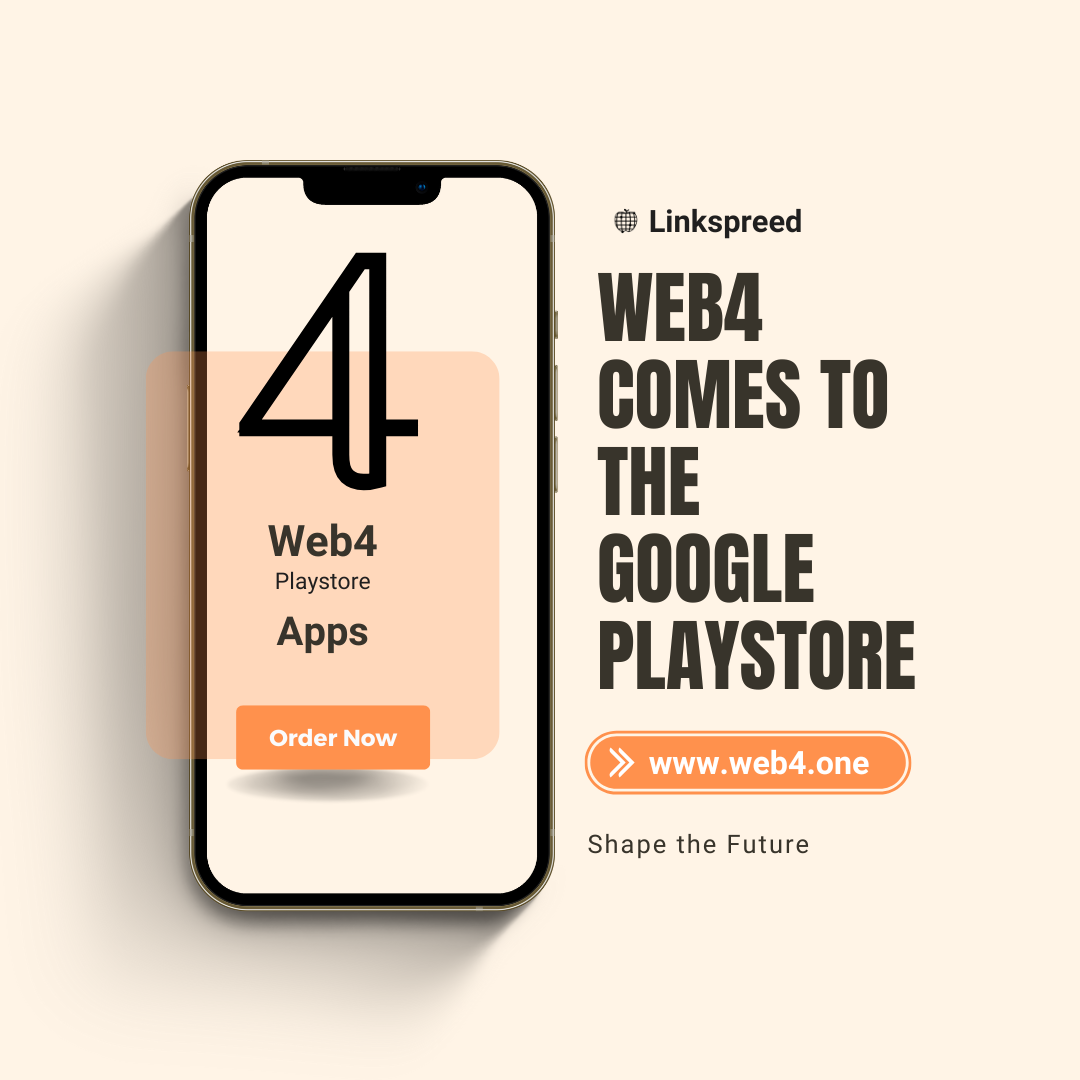 4
Web4
Playstore
Apps
Order Now
Linkspreed
WEB4
COMES TO
THE
GOOGLE
PLAYSTORE
www.web4.one
Shape the Future